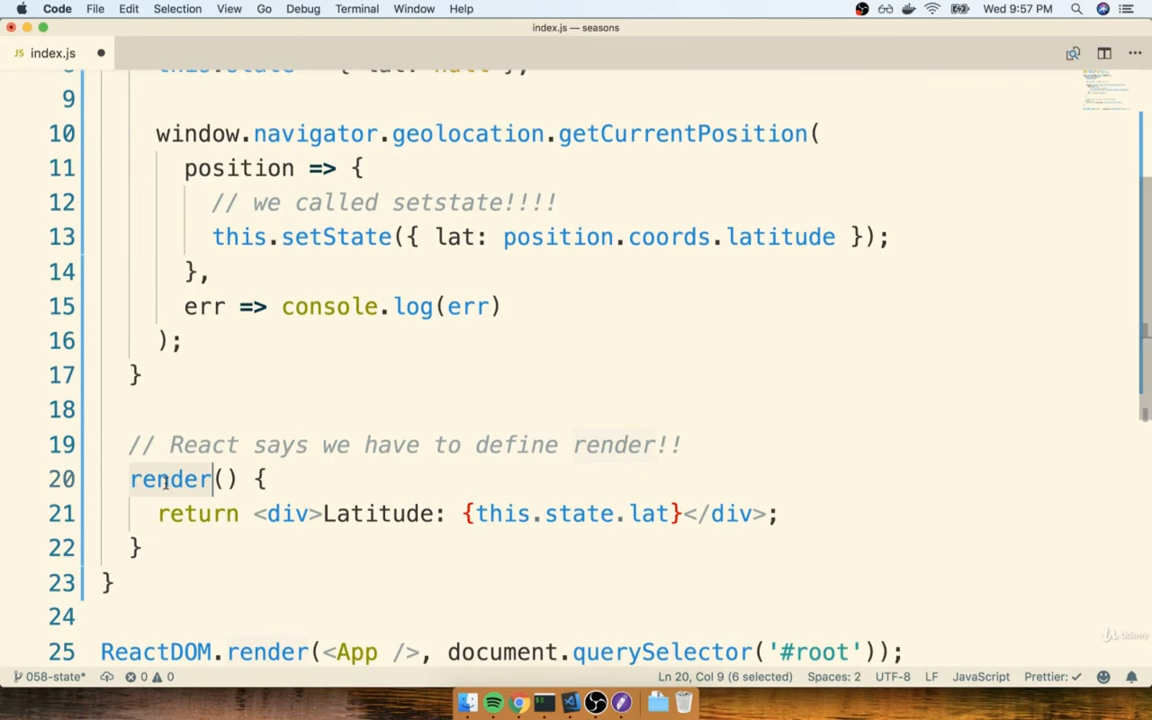 Code File Edit Selection View Go Debug Terminal Window Help Wed 9:57 PM
index.js — seasons
JS index.js
9
10 window.navigator.geolocation.getCurrentPosition(
11 position => {
12 // we called setstate!!!!
13 this.setState({ lat: position.coords.latitude });
14 },
15 err => console.log(err)
16 );
17 }
18
19 // React says we have to define render!!
20 render() {
21 return <div>Latitude: {this.state.lat}</div>;
22 }
23 }
24
25 ReactDOM.render(<App />, document.querySelector('#root'));
Udemy
058-state* 0 0 Ln 20, Col 9 (6 selected) Spaces: 2 UTF-8 LF JavaScript Prettier: ✓